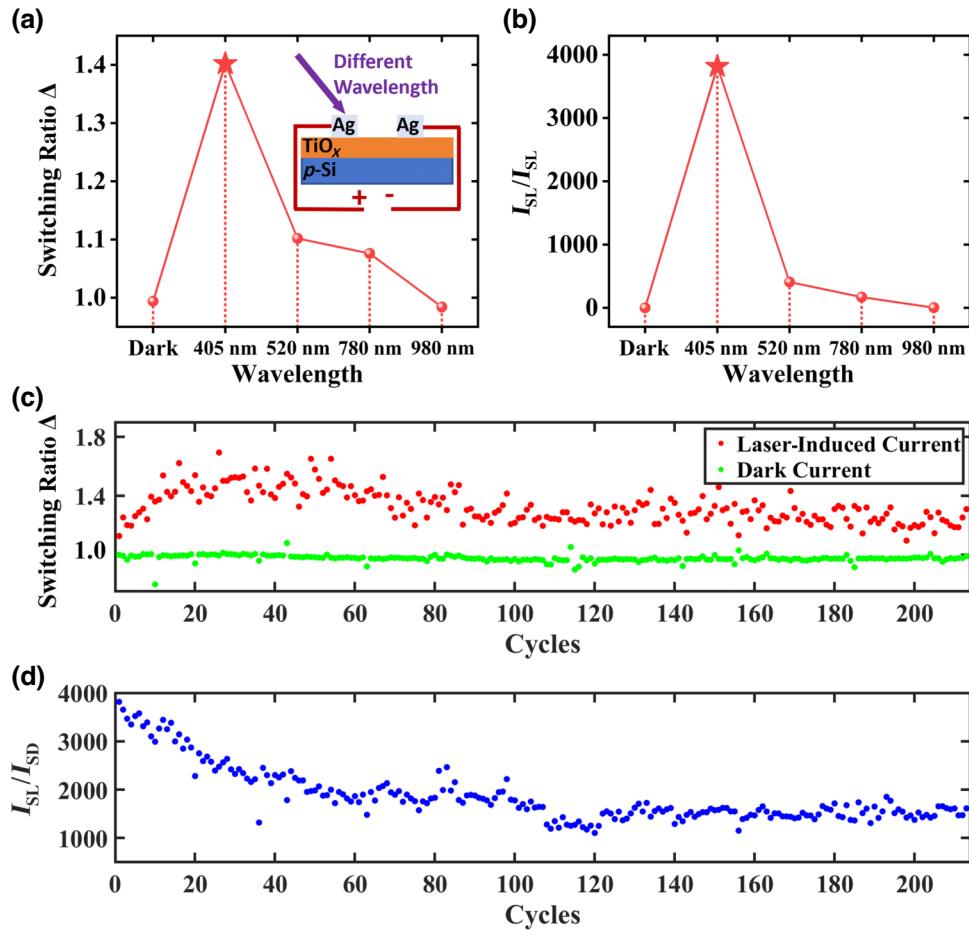 (a)
Switching Ratio Δ
1.4
1.3
1.2
1.1
1.0
Different
Wavelength
Ag Ag
TiOx
p-Si
+ -
Dark 405 nm 520 nm 780 nm 980 nm
Wavelength
(b)
ISL/ISL
4000
3000
2000
1000
0
Dark 405 nm 520 nm 780 nm 980 nm
Wavelength
(c)
Switching Ratio Δ
1.8
1.4
1.0
Laser-Induced Current
Dark Current
0 20 40 60 80 100 120 140 160 180 200
Cycles
(d)
ISL/ISD
4000
3000
2000
1000
0 20 40 60 80 100 120 140 160 180 200
Cycles